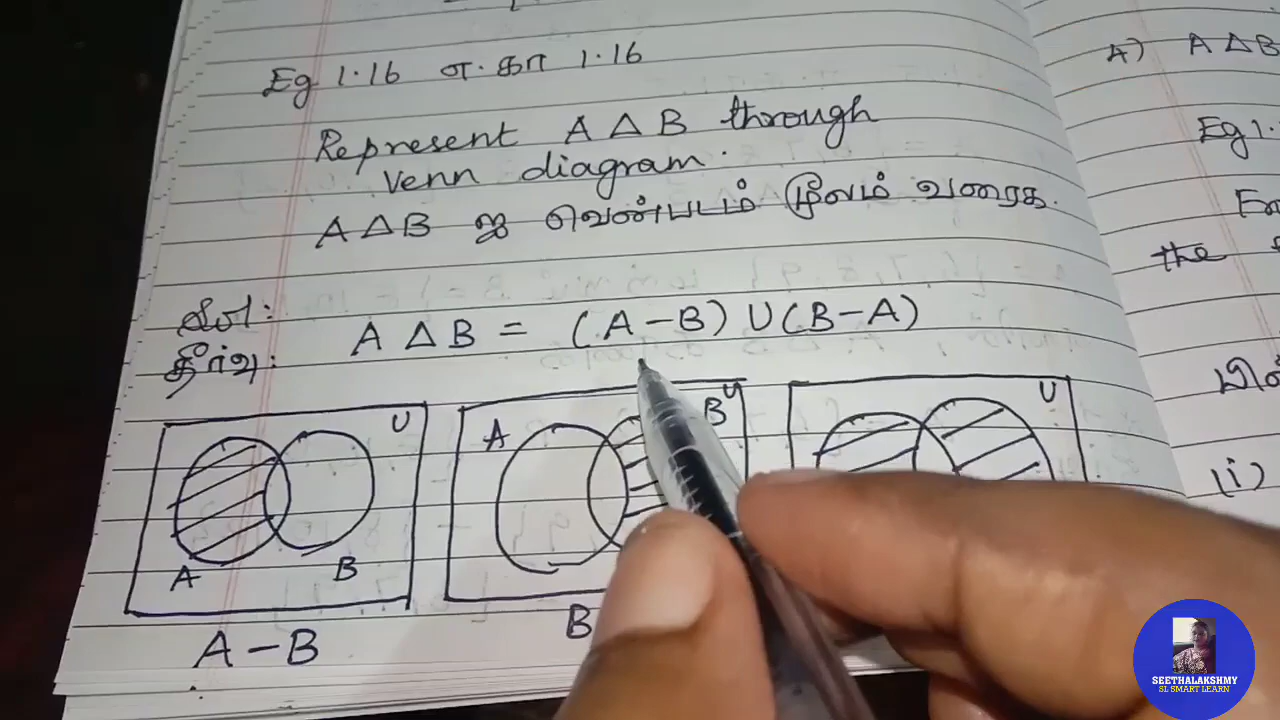 Eg 1.16 எ.கா 1.16
Represent A Δ B through
Venn diagram.
A Δ B ஐ வெண்படம் மூலம் வரைக.
Sol:
தீர்வு:
A Δ B = (A-B) U (B-A)
U
A
B
A-B
A
B
U
B
U
A) A Δ B
Eg 1.
the
(i)
SEETHALAKSHMY
SL SMART LEARN